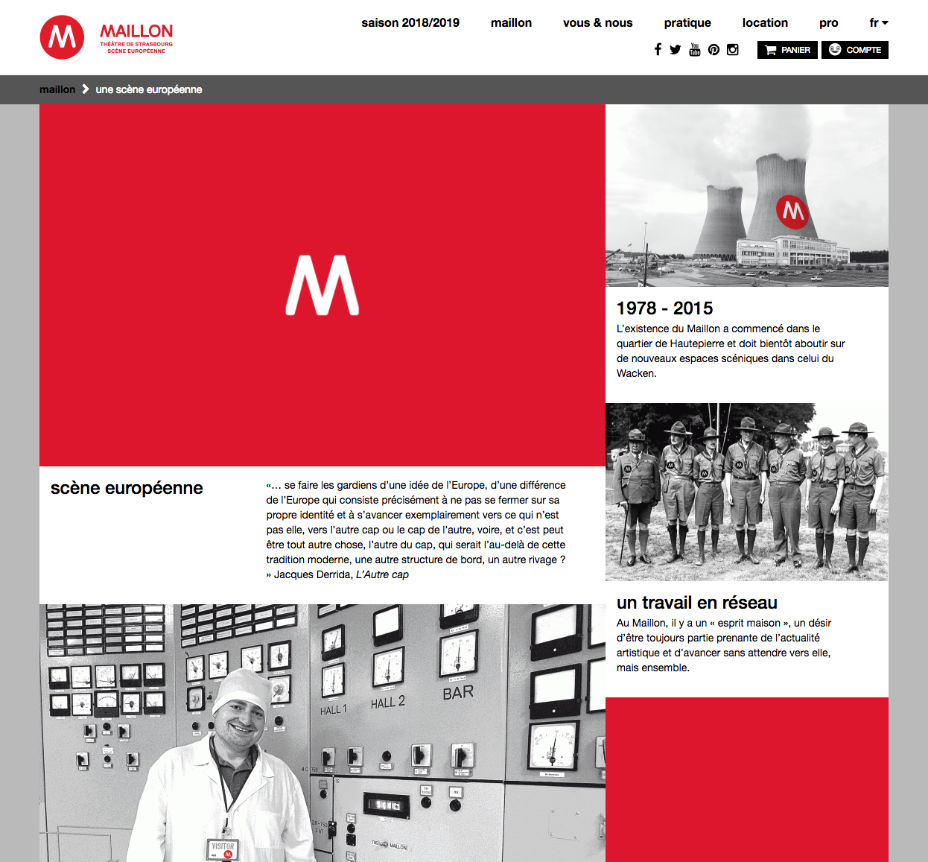 MAILLON
THÉÂTRE DE STRASBOURG
SCÈNE EUROPÉENNE
saison 2018/2019 maillon vous & nous pratique location pro fr
PANIER COMPTE
maillon une scène européenne
M
M
1978 - 2015
L'existence du Maillon a commencé dans le
quartier de Hautepierre et doit bientôt aboutir sur
de nouveaux espaces scéniques dans celui du
Wacken.
scène européenne
«… se faire les gardiens d'une idée de l'Europe, d'une différence
de l'Europe qui consiste précisément à ne pas se fermer sur sa
propre identité et à s'avancer exemplairement vers ce qui n'est
pas elle, vers l'autre cap ou le cap de l'autre, voire, et c'est peut
être tout autre chose, l'autre du cap, qui serait l'au-delà de cette
tradition moderne, une autre structure de bord, un autre rivage ?
» Jacques Derrida, L'Autre cap
un travail en réseau
Au Maillon, il y a un « esprit maison », un désir
d'être toujours partie prenante de l'actualité
artistique et d'avancer sans attendre vers elle,
mais ensemble.
HALL 1 HALL 2 BAR
MAILLON
VISITOR